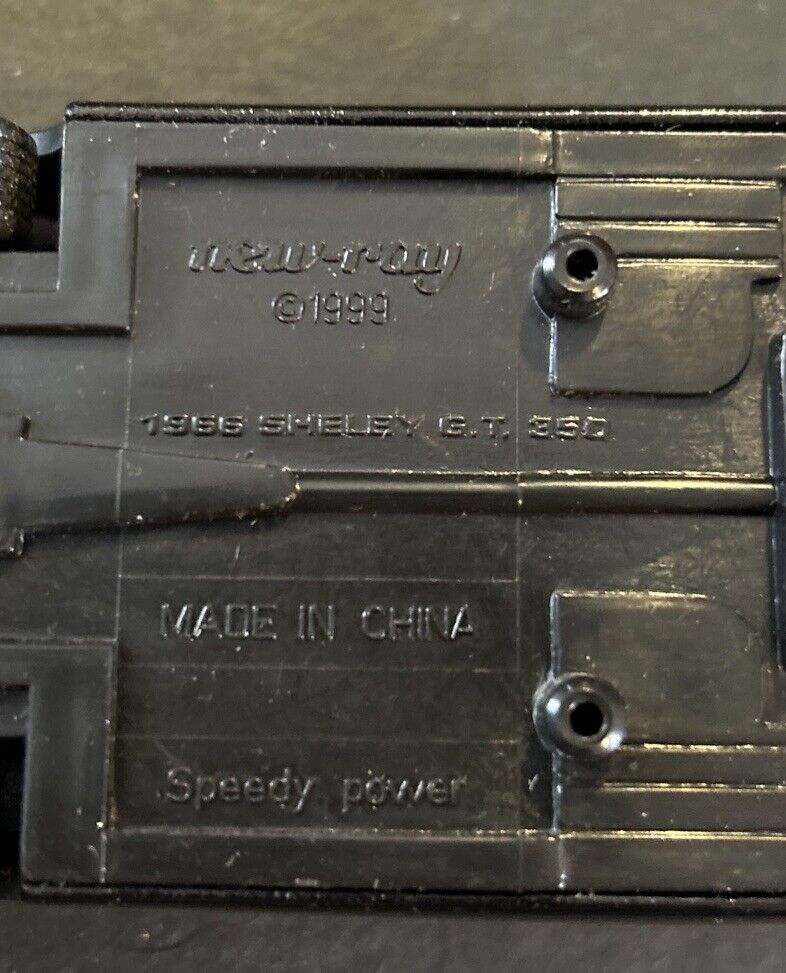 new-ray
©1999
1966 SHELBY G.T. 350
MADE IN CHINA
Speedy power